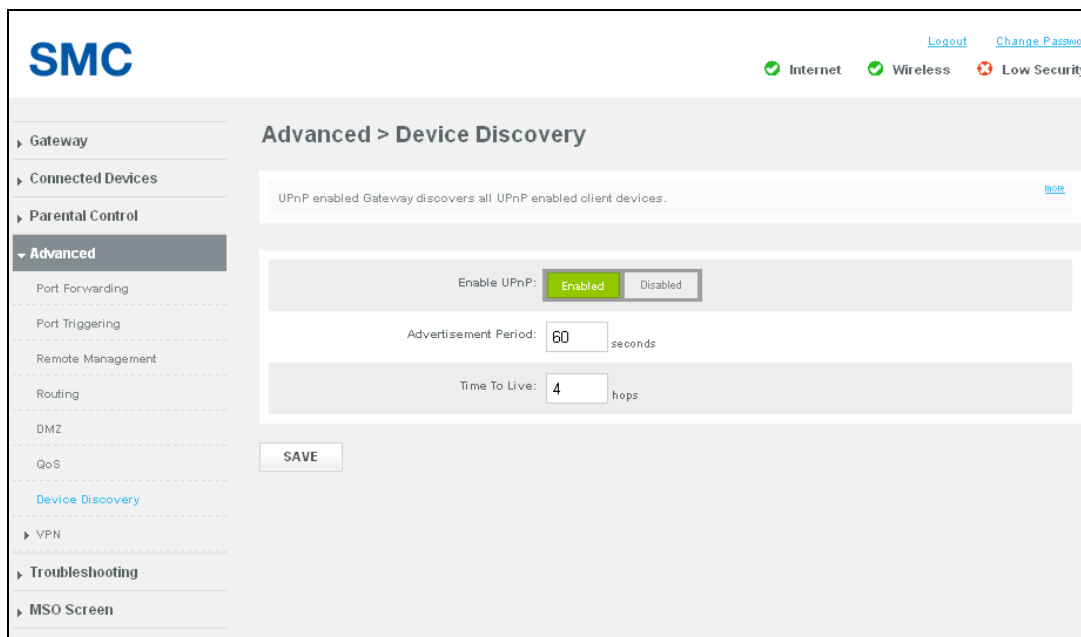 SMC
Logout Change Passwo
Internet Wireless Low Security
Gateway
Connected Devices
Parental Control
Advanced
Port Forwarding
Port Triggering
Remote Management
Routing
DMZ
QoS
Device Discovery
VPN
Troubleshooting
MSO Screen
Advanced > Device Discovery
UPnP enabled Gateway discovers all UPnP enabled client devices.
more
Enable UPnP: Enabled Disabled
Advertisement Period: 60 seconds
Time To Live: 4 hops
SAVE